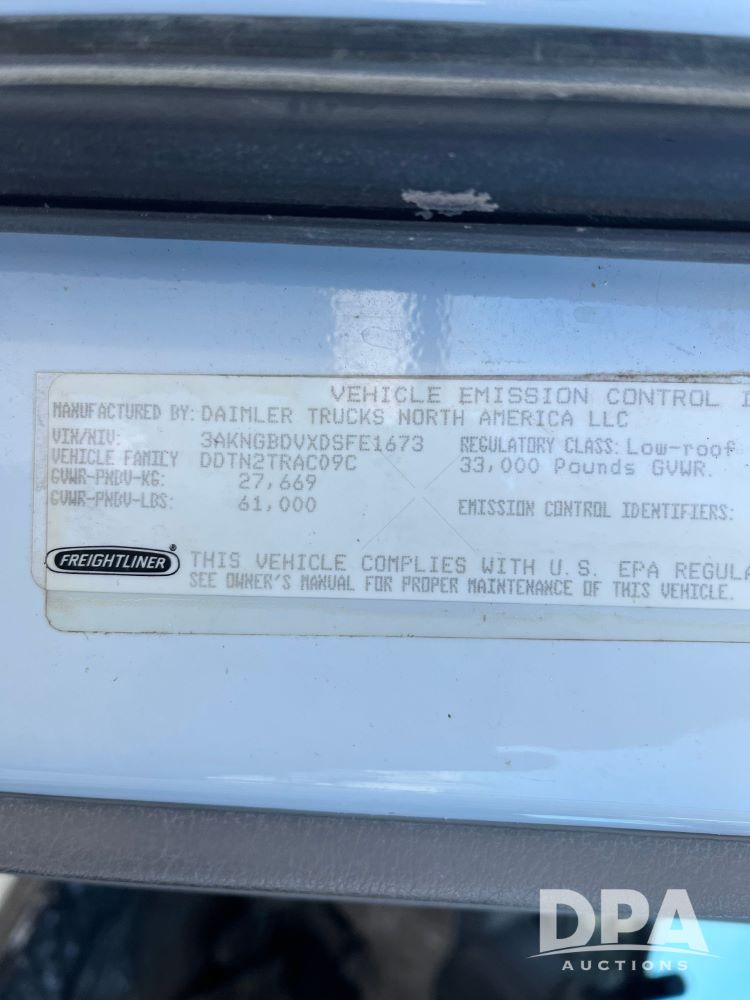 VEHICLE EMISSION CONTROL
MANUFACTURED BY: DAIMLER TRUCKS NORTH AMERICA LLC
VIN/NIV: 3AKNGBDVXDSFE1673 REGULATORY CLASS: Low-roof
VEHICLE FAMILY DDTN2TRAC09C 33,000 Pounds GVWR.
GVWR-PNBV-KG: 27,669
GVWR-PNBV-LBS: 61,000 EMISSION CONTROL IDENTIFIERS:
FREIGHTLINER® THIS VEHICLE COMPLIES WITH U.S. EPA REGULA
SEE OWNER'S MANUAL FOR PROPER MAINTENANCE OF THIS VEHICLE.
DPA
AUCTIONS